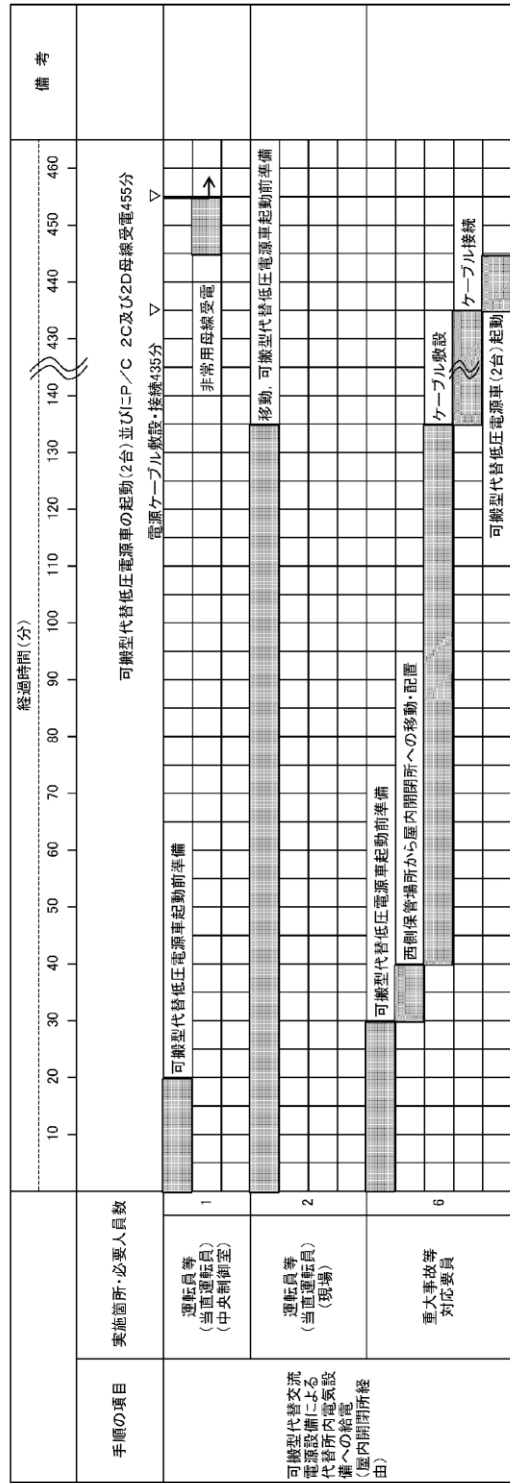 手順の項目
実施箇所・必要人員数
経過時間(分)
備 考
10 20 30 40 50 60 70 80 90 100 110 120 130 140 430 440 450 460
可搬型代替低圧電源車の起動(2台)並びにP/C 2C及び2D母線受電455分
電源ケーブル敷設・接続435分
可搬型代替交流
電源設備による
代替所内電気設
備への給電
(屋内開閉所経
由)
運転員等
(当直運転員)
(中央制御室)
1
可搬型代替低圧電源車起動前準備
非常用母線受電
運転員等
(当直運転員)
(現場)
2
移動，可搬型代替低圧電源車起動前準備
重大事故等
対応要員
6
可搬型代替低圧電源車起動前準備
西側保管場所から屋内開閉所への移動・配置
ケーブル敷設
ケーブル接続
可搬型代替低圧電源車(2台)起動